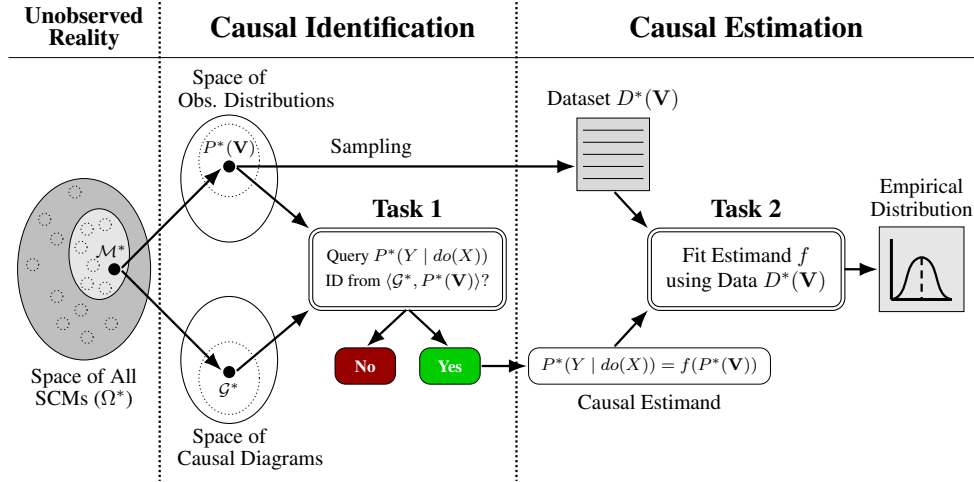 Unobserved
Reality
Causal Identification
Causal Estimation
Space of
Obs. Distributions
P*(V)
Sampling
Dataset D*(V)
M*
Space of All
SCMs (Ω*)
Task 1
Query P*(Y | do(X))
ID from ⟨G*, P*(V)⟩?
No
Yes
G*
Space of
Causal Diagrams
Task 2
Fit Estimand f
using Data D*(V)
P*(Y | do(X)) = f(P*(V))
Causal Estimand
Empirical
Distribution